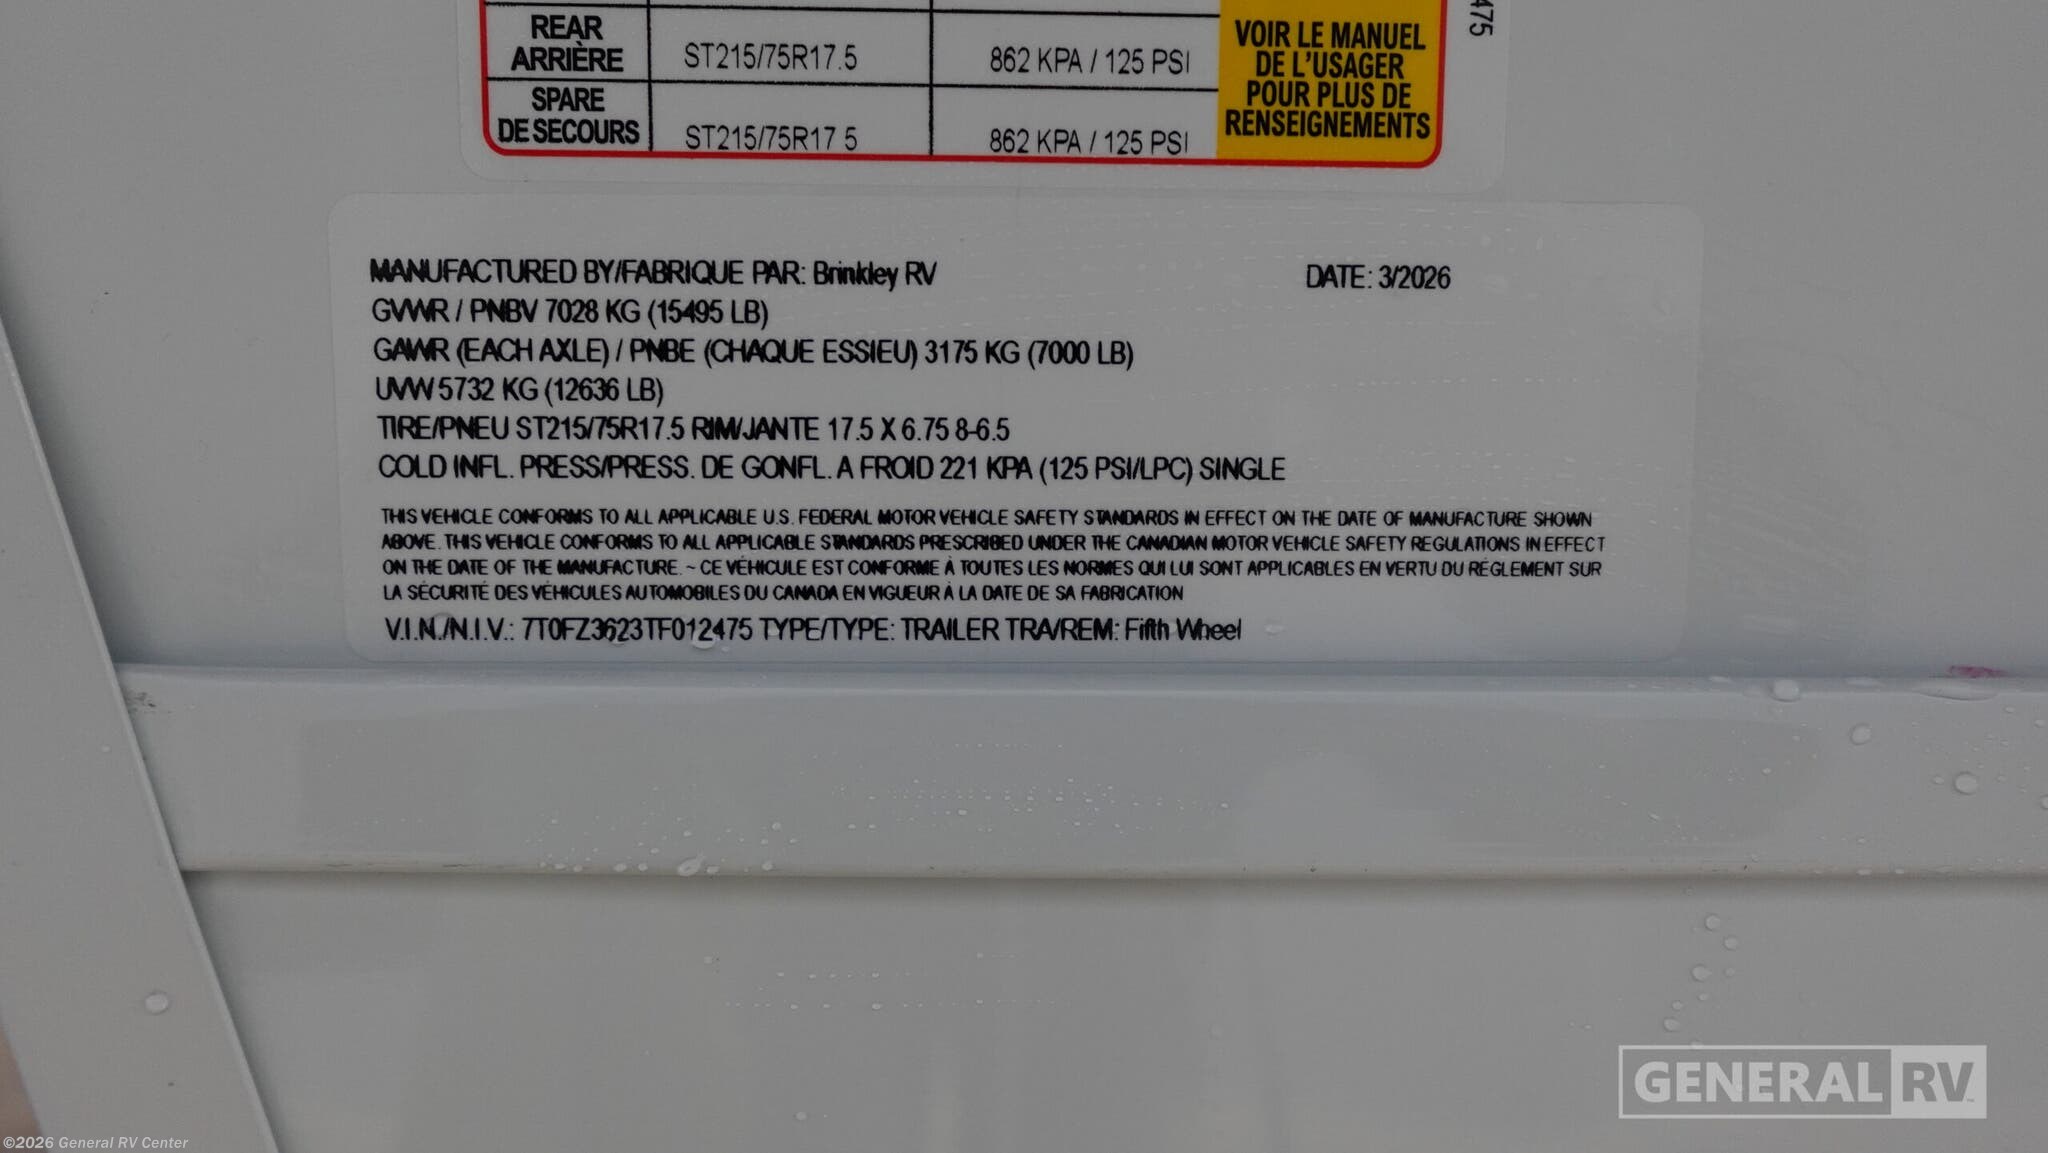 REAR
ARRIÈRE
ST215/75R17.5
862 KPA / 125 PSI
SPARE
DE SECOURS
ST215/75R17 5
862 KPA / 125 PSI
VOIR LE MANUEL
DE L'USAGER
POUR PLUS DE
RENSEIGNEMENTS
475
MANUFACTURED BY/FABRIQUE PAR: Brinkley RV
DATE: 3/2026
GVWR / PNBV 7028 KG (15495 LB)
GAWR (EACH AXLE) / PNBE (CHAQUE ESSIEU) 3175 KG (7000 LB)
UVW 5732 KG (12636 LB)
TIRE/PNEU ST215/75R17.5 RIM/JANTE 17.5 X 6.75 8-6.5
COLD INFL. PRESS/PRESS. DE GONFL. A FROID 221 KPA (125 PSI/LPC) SINGLE
THIS VEHICLE CONFORMS TO ALL APPLICABLE U.S. FEDERAL MOTOR VEHICLE SAFETY STANDARDS IN EFFECT ON THE DATE OF MANUFACTURE SHOWN
ABOVE. THIS VEHICLE CONFORMS TO ALL APPLICABLE STANDARDS PRESCRIBED UNDER THE CANADIAN MOTOR VEHICLE SAFETY REGULATIONS IN EFFECT
ON THE DATE OF THE MANUFACTURE. ~ CE VÉHICULE EST CONFORME À TOUTES LES NORMES QUI LUI SONT APPLICABLES EN VERTU DU RÉGLEMENT SUR
LA SÉCURITÉ DES VÉHICULES AUTOMOBILES DU CANADA EN VIGUEUR À LA DATE DE SA FABRICATION
V.I.N./N.I.V.: 7T0FZ3623TF012475 TYPE/TYPE: TRAILER TRA/REM: Fifth Wheel
GENERAL RV
©2026 General RV Center